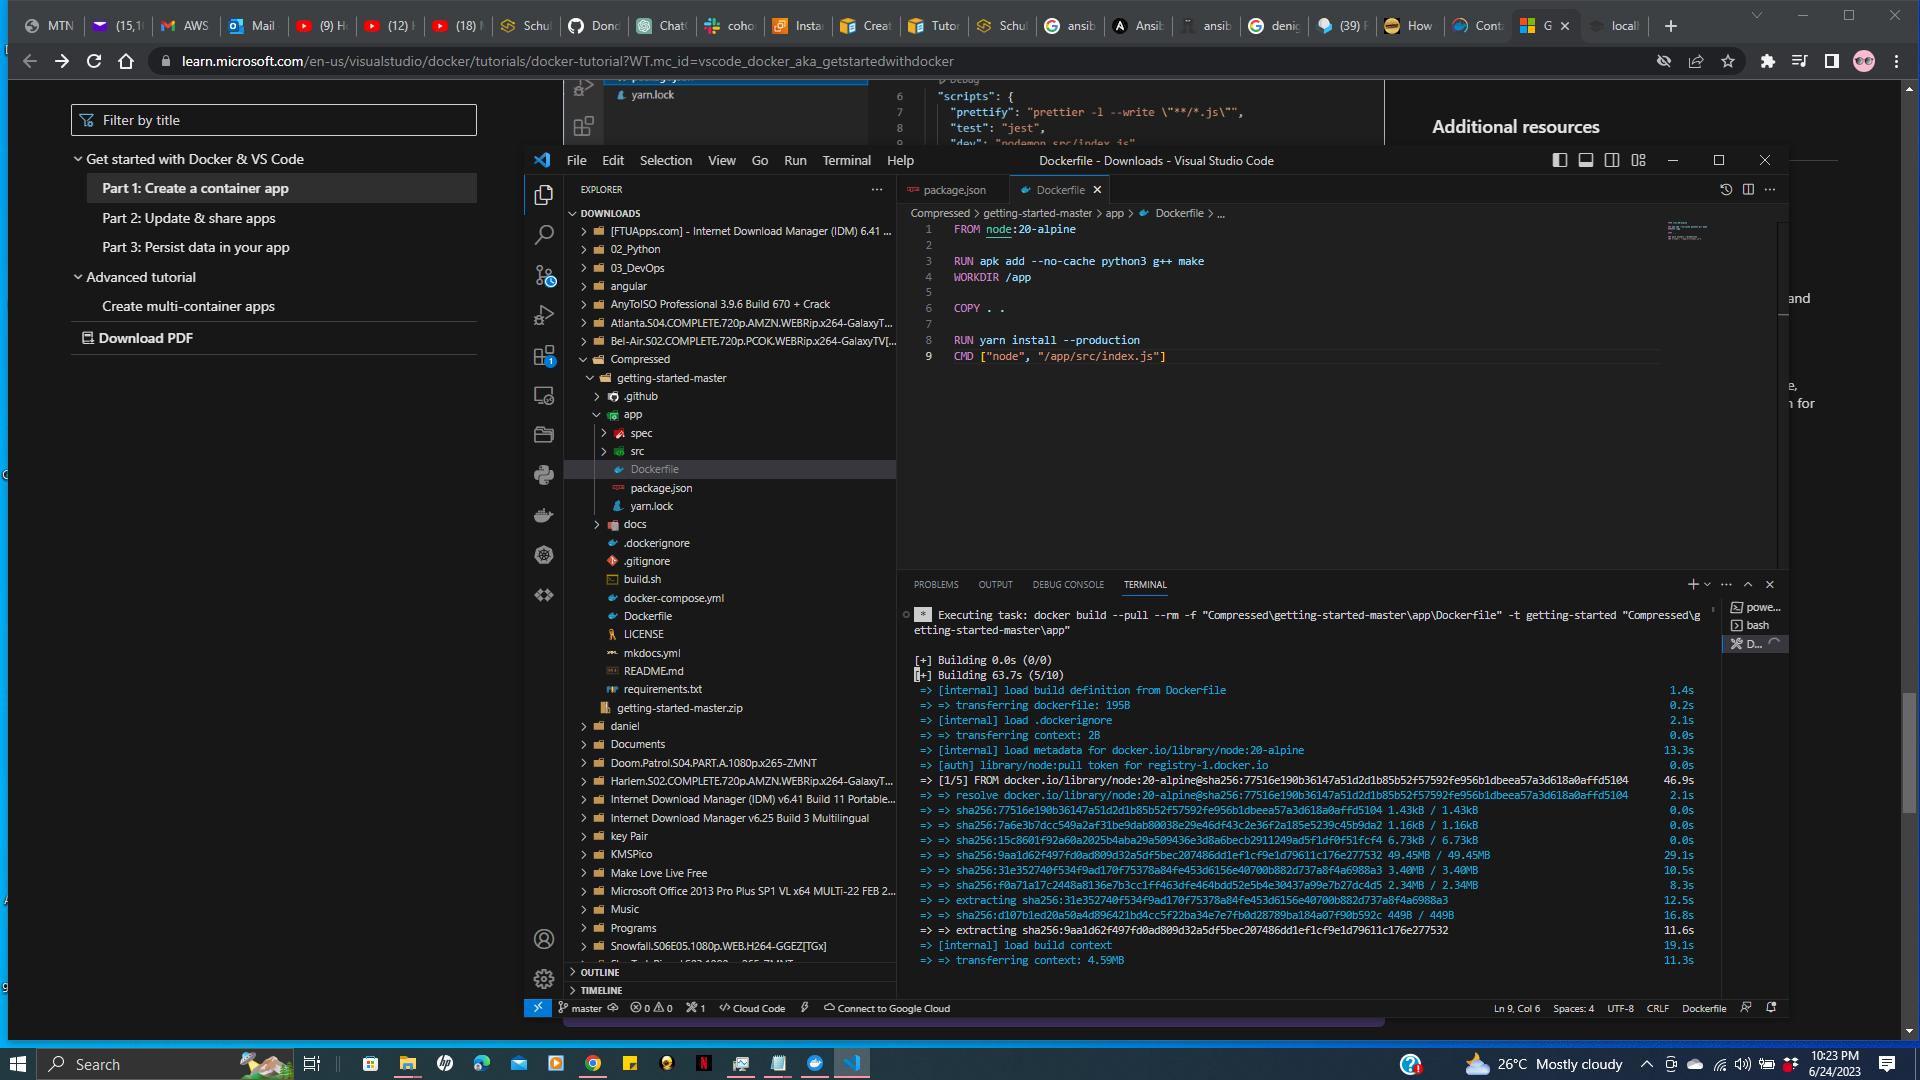 MTN
(15,1
AWS
Mail
(9) H
(12)
(18)
Schu
Dond
Chat
coho
Instan
Creat
Tutor
Schu
ansib
Ansib
ansib
denig
(39) F
How
Conta
G
locall
learn.microsoft.com/en-us/visualstudio/docker/tutorials/docker-tutorial?WT.mc_id=vscode_docker_aka_getstartedwithdocker
Filter by title
Get started with Docker & VS Code
Part 1: Create a container app
Part 2: Update & share apps
Part 3: Persist data in your app
Advanced tutorial
Create multi-container apps
Download PDF
yarn.lock
6 "scripts": {
7 "prettify": "prettier -l --write \"**/*.js\"",
8 "test": "jest",
"dev": "nodemon src/index.js"
Additional resources
and
e,
n for
File Edit Selection View Go Run Terminal Help
Dockerfile - Downloads - Visual Studio Code
EXPLORER
DOWNLOADS
[FTUApps.com] - Internet Download Manager (IDM) 6.41 ...
02_Python
03_DevOps
angular
AnyToISO Professional 3.9.6 Build 670 + Crack
Atlanta.S04.COMPLETE.720p.AMZN.WEBRip.x264-GalaxyT...
Bel-Air.S02.COMPLETE.720p.PCOK.WEBRip.x264-GalaxyTV[...
Compressed
getting-started-master
.github
app
spec
src
Dockerfile
package.json
yarn.lock
docs
.dockerignore
.gitignore
build.sh
docker-compose.yml
Dockerfile
LICENSE
mkdocs.yml
README.md
requirements.txt
getting-started-master.zip
daniel
Documents
Doom.Patrol.S04.PART.A.1080p.x265-ZMNT
Harlem.S02.COMPLETE.720p.AMZN.WEBRip.x264-GalaxyT...
Internet Download Manager (IDM) v6.41 Build 11 Portable...
Internet Download Manager v6.25 Build 3 Multilingual
key Pair
KMSPico
Make Love Live Free
Microsoft Office 2013 Pro Plus SP1 VL x64 MULTi-22 FEB 2...
Music
Programs
Snowfall.S06E05.1080p.WEB.H264-GGEZ[TGx]
OUTLINE
TIMELINE
package.json
Dockerfile
Compressed > getting-started-master > app > Dockerfile > ...
1 FROM node:20-alpine
2
3 RUN apk add --no-cache python3 g++ make
4 WORKDIR /app
5
6 COPY . .
7
8 RUN yarn install --production
9 CMD ["node", "/app/src/index.js"]
PROBLEMS OUTPUT DEBUG CONSOLE TERMINAL
* Executing task: docker build --pull --rm -f "Compressed\getting-started-master\app\Dockerfile" -t getting-started "Compressed\g
etting-started-master\app"
[+] Building 0.0s (0/0)
[+] Building 63.7s (5/10)
=> [internal] load build definition from Dockerfile 1.4s
=> => transferring dockerfile: 195B 0.2s
=> [internal] load .dockerignore 2.1s
=> => transferring context: 2B 0.0s
=> [internal] load metadata for docker.io/library/node:20-alpine 13.3s
=> [auth] library/node:pull token for registry-1.docker.io 0.0s
=> [1/5] FROM docker.io/library/node:20-alpine@sha256:77516e190b36147a51d2d1b85b52f57592fe956b1dbeea57a3d618a0affd5104 46.9s
=> => resolve docker.io/library/node:20-alpine@sha256:77516e190b36147a51d2d1b85b52f57592fe956b1dbeea57a3d618a0affd5104 2.1s
=> => sha256:77516e190b36147a51d2d1b85b52f57592fe956b1dbeea57a3d618a0affd5104 1.43kB / 1.43kB 0.0s
=> => sha256:7a6e3b7dcc549a2af31be9dab80038e29e46df43c2e36f2a185e5239c45b9da2 1.16kB / 1.16kB 0.0s
=> => sha256:15c8601f92a60a2025b4aba29a509436e3d8a6becb2911249ad5f1df0f51fcf4 6.73kB / 6.73kB 0.0s
=> => sha256:9aa1d62f497fd0ad809d32a5df5bec207486dd1ef1cf9e1d79611c176e277532 49.45MB / 49.45MB 29.1s
=> => sha256:31e352740f534f9ad170f75378a84fe453d6156e40700b882d737a8f4a6988a3 3.40MB / 3.40MB 10.5s
=> => sha256:f0a71a17c2448a8136e7b3cc1ff463dfe464bdd52e5b4e30437a99e7b27dc4d5 2.34MB / 2.34MB 8.3s
=> => extracting sha256:31e352740f534f9ad170f75378a84fe453d6156e40700b882d737a8f4a6988a3 12.5s
=> => sha256:d107b1ed20a50a4d896421bd4cc5f22ba34e7e7fb0d28789ba184a07f90b592c 449B / 449B 16.8s
=> => extracting sha256:9aa1d62f497fd0ad809d32a5df5bec207486dd1ef1cf9e1d79611c176e277532 11.6s
=> [internal] load build context 19.1s
=> => transferring context: 4.59MB 11.3s
powe...
bash
D...
master 0 0 1 Cloud Code Connect to Google Cloud
Ln 9, Col 6 Spaces: 4 UTF-8 CRLF Dockerfile
Search
26°C Mostly cloudy
10:23 PM
6/24/2023